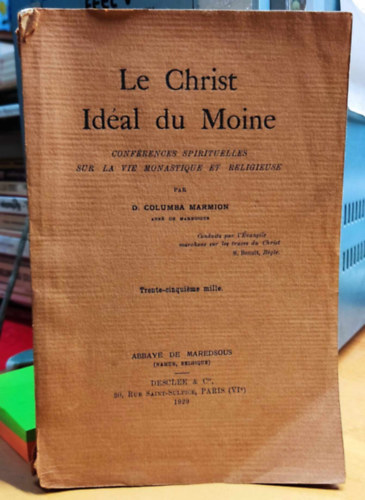 Le Christ
Idéal du Moine
CONFÉRENCES SPIRITUELLES
SUR LA VIE MONASTIQUE ET RELIGIEUSE
PAR
D. COLUMBA MARMION
ABBÉ DE MAREDSOUS
Conduits par l'Évangile
marchons sur les traces du Christ
S. Benoit, Règle.
Trente-cinquième mille.
ABBAYE DE MAREDSOUS
(NAMUR, BELGIQUE)
DESCLÉE & Cie,
30, RUE SAINT-SULPICE, PARIS (VIe)
1929